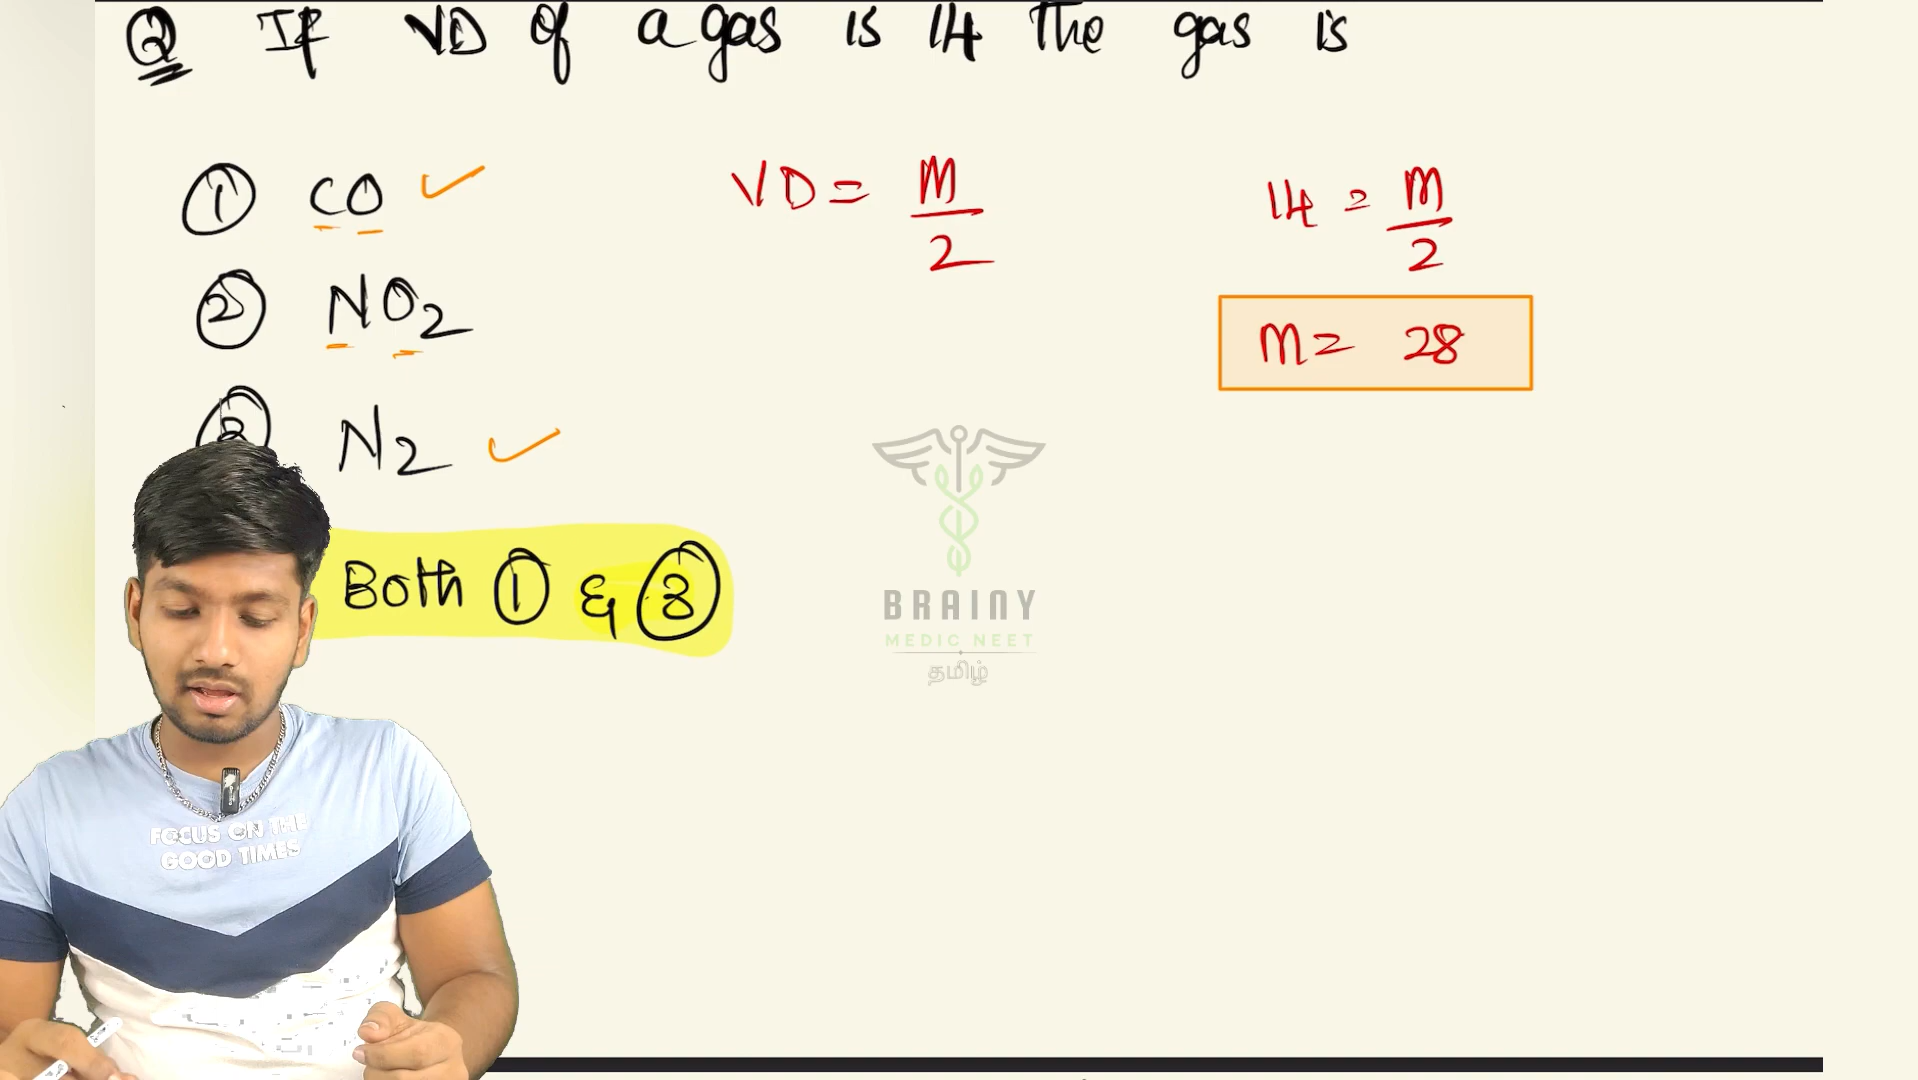 Q If VD of a gas is 14 The gas is
① CO ✓
VD = M/2
14 = M/2
② NO2
M = 28
③ N2 ✓
Both ① & ③
BRAINY
MEDIC NEET
தமிழ்
FOCUS ON THE
GOOD TIMES